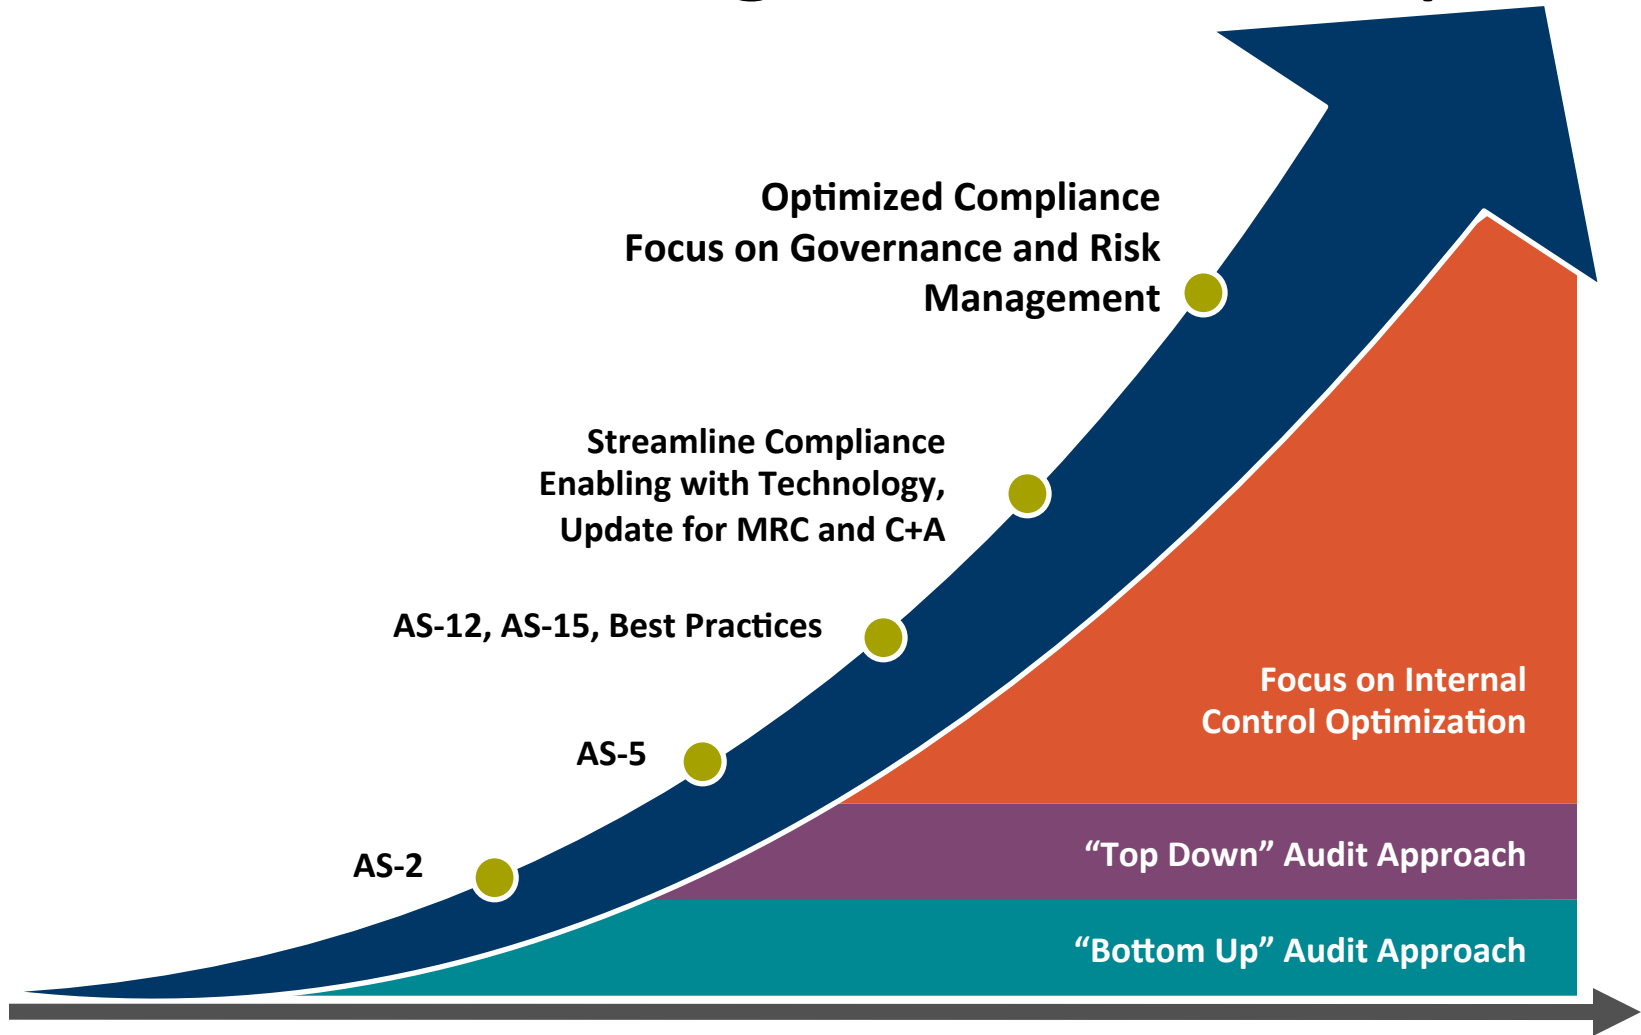 Optimized Compliance
Focus on Governance and Risk
Management
Streamline Compliance
Enabling with Technology,
Update for MRC and C+A
AS-12, AS-15, Best Practices
AS-5
AS-2
Focus on Internal
Control Optimization
“Top Down” Audit Approach
“Bottom Up” Audit Approach